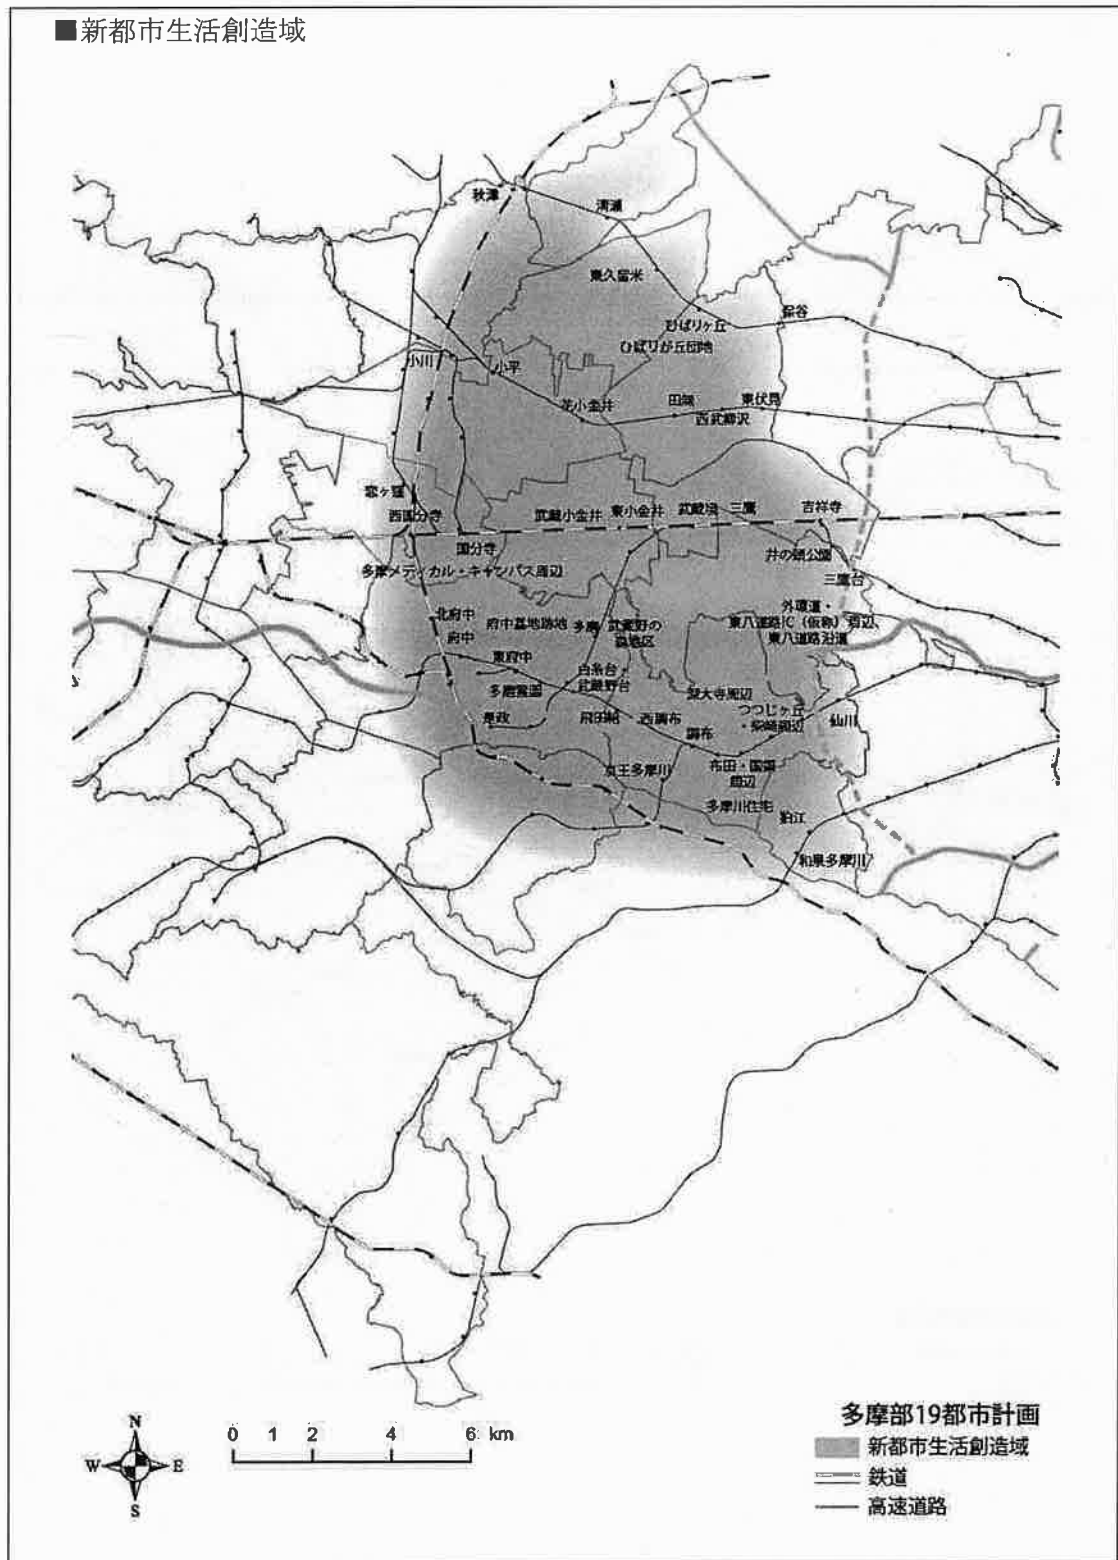 ■新都市生活創造域
秋津
清瀬
東久留米
保谷
ひばりヶ丘
ひばりが丘団地
小川
小平
花小金井
田無
東伏見
西武柳沢
恋ヶ窪
西国分寺
武蔵小金井
東小金井
武蔵境
三鷹
吉祥寺
国分寺
井の頭公園
多摩メディカル・キャンパス周辺
三鷹台
外環道・
東八道路IC（仮称）周辺、
東八道路沿道
北府中
府中基地跡地
多磨
武蔵野の
森地区
府中
東府中
白糸台・
武蔵野台
多磨霊園
深大寺周辺
是政
飛田給
西調布
つつじヶ丘
・柴崎周辺
仙川
調布
京王多摩川
布田・国領
周辺
多摩川住宅
狛江
和泉多摩川
N
W
E
S
0 1 2 4 6 km
多摩部19都市計画
新都市生活創造域
鉄道
高速道路